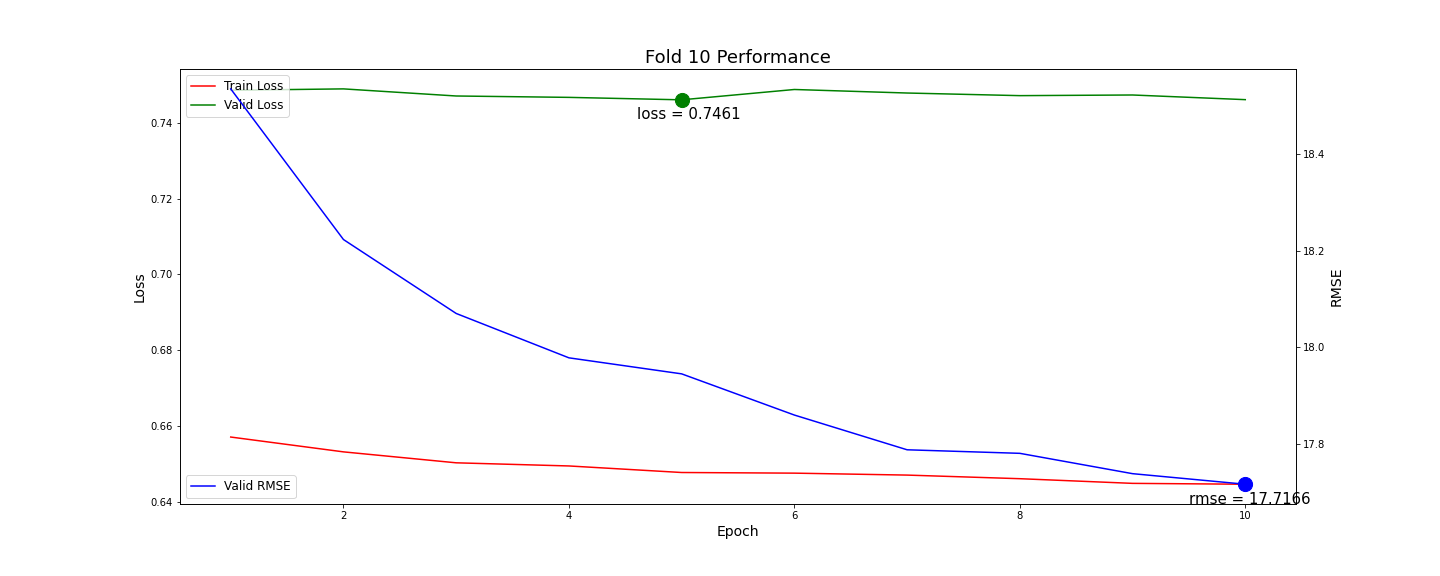 Fold 10 Performance
Train Loss
Valid Loss
loss = 0.7461
0.74
0.72
0.70
0.68
0.66
0.64
Loss
18.4
18.2
18.0
17.8
RMSE
Valid RMSE
rmse = 17.7166
2
4
6
8
10
Epoch